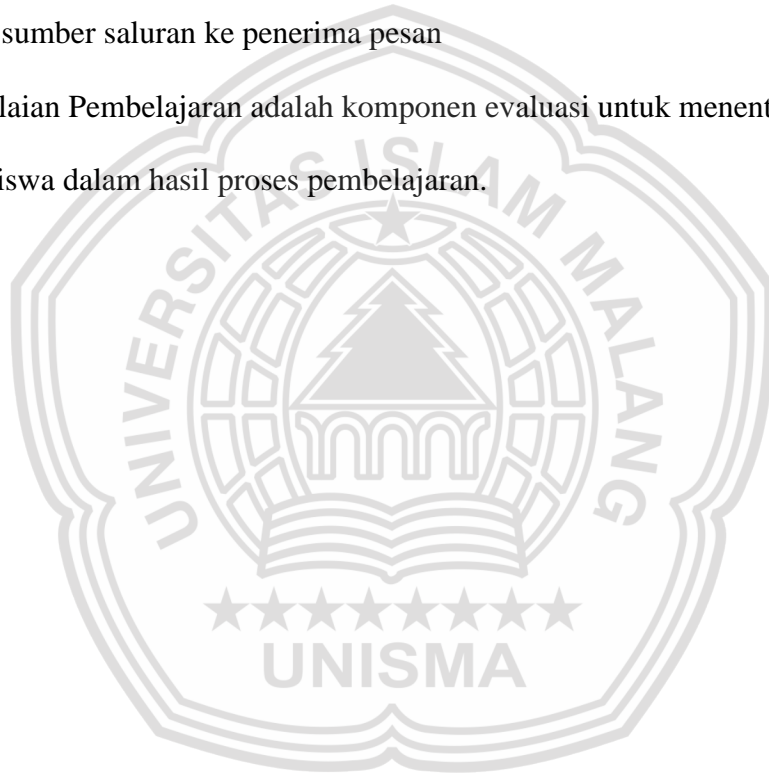 sumber saluran ke penerima pesan
laian Pembelajaran adalah komponen evaluasi untuk menent
iswa dalam hasil proses pembelajaran.
UNIVERSITAS ISLAM MALANG
UNISMA